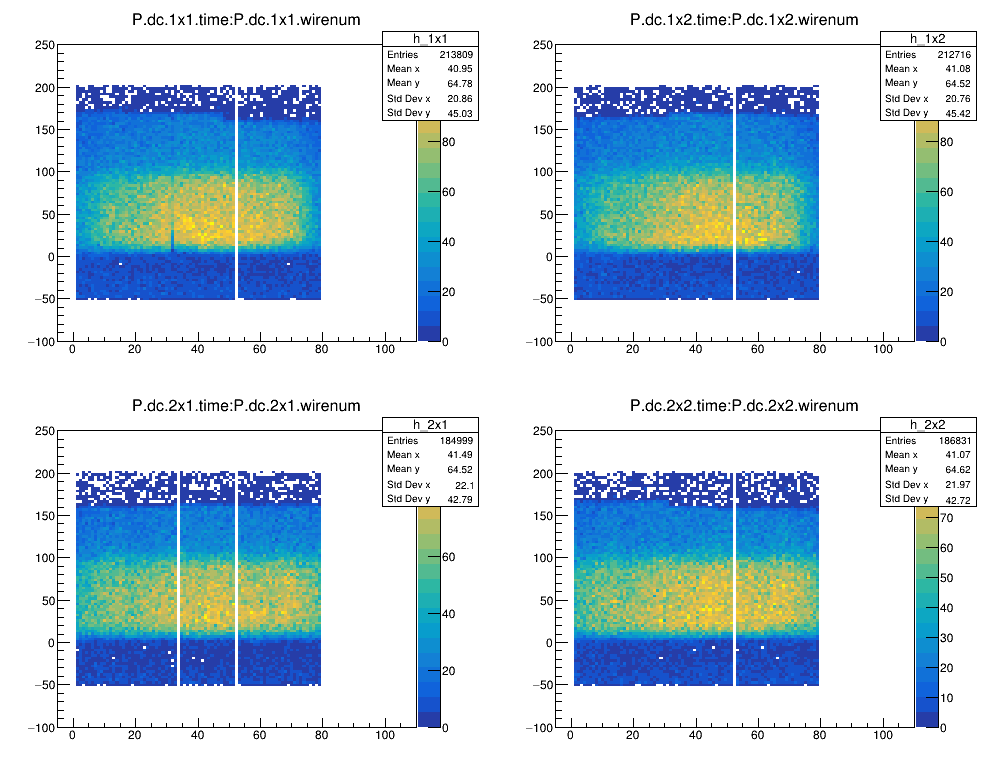 P.dc.1x1.time:P.dc.1x1.wirenum
h_1x1
Entries 213809
Mean x 40.95
Mean y 64.78
Std Dev x 20.86
Std Dev y 45.03
250
200
150
100
50
0
−50
−100
0 20 40 60 80 100
80
60
40
20
0
P.dc.1x2.time:P.dc.1x2.wirenum
h_1x2
Entries 212716
Mean x 41.08
Mean y 64.52
Std Dev x 20.76
Std Dev y 45.42
250
200
150
100
50
0
−50
−100
0 20 40 60 80 100
80
60
40
20
0
P.dc.2x1.time:P.dc.2x1.wirenum
h_2x1
Entries 184999
Mean x 41.49
Mean y 64.52
Std Dev x 22.1
Std Dev y 42.79
250
200
150
100
50
0
−50
−100
0 20 40 60 80 100
60
40
20
0
P.dc.2x2.time:P.dc.2x2.wirenum
h_2x2
Entries 186831
Mean x 41.07
Mean y 64.62
Std Dev x 21.97
Std Dev y 42.72
250
200
150
100
50
0
−50
−100
0 20 40 60 80 100
70
60
50
40
30
20
10
0